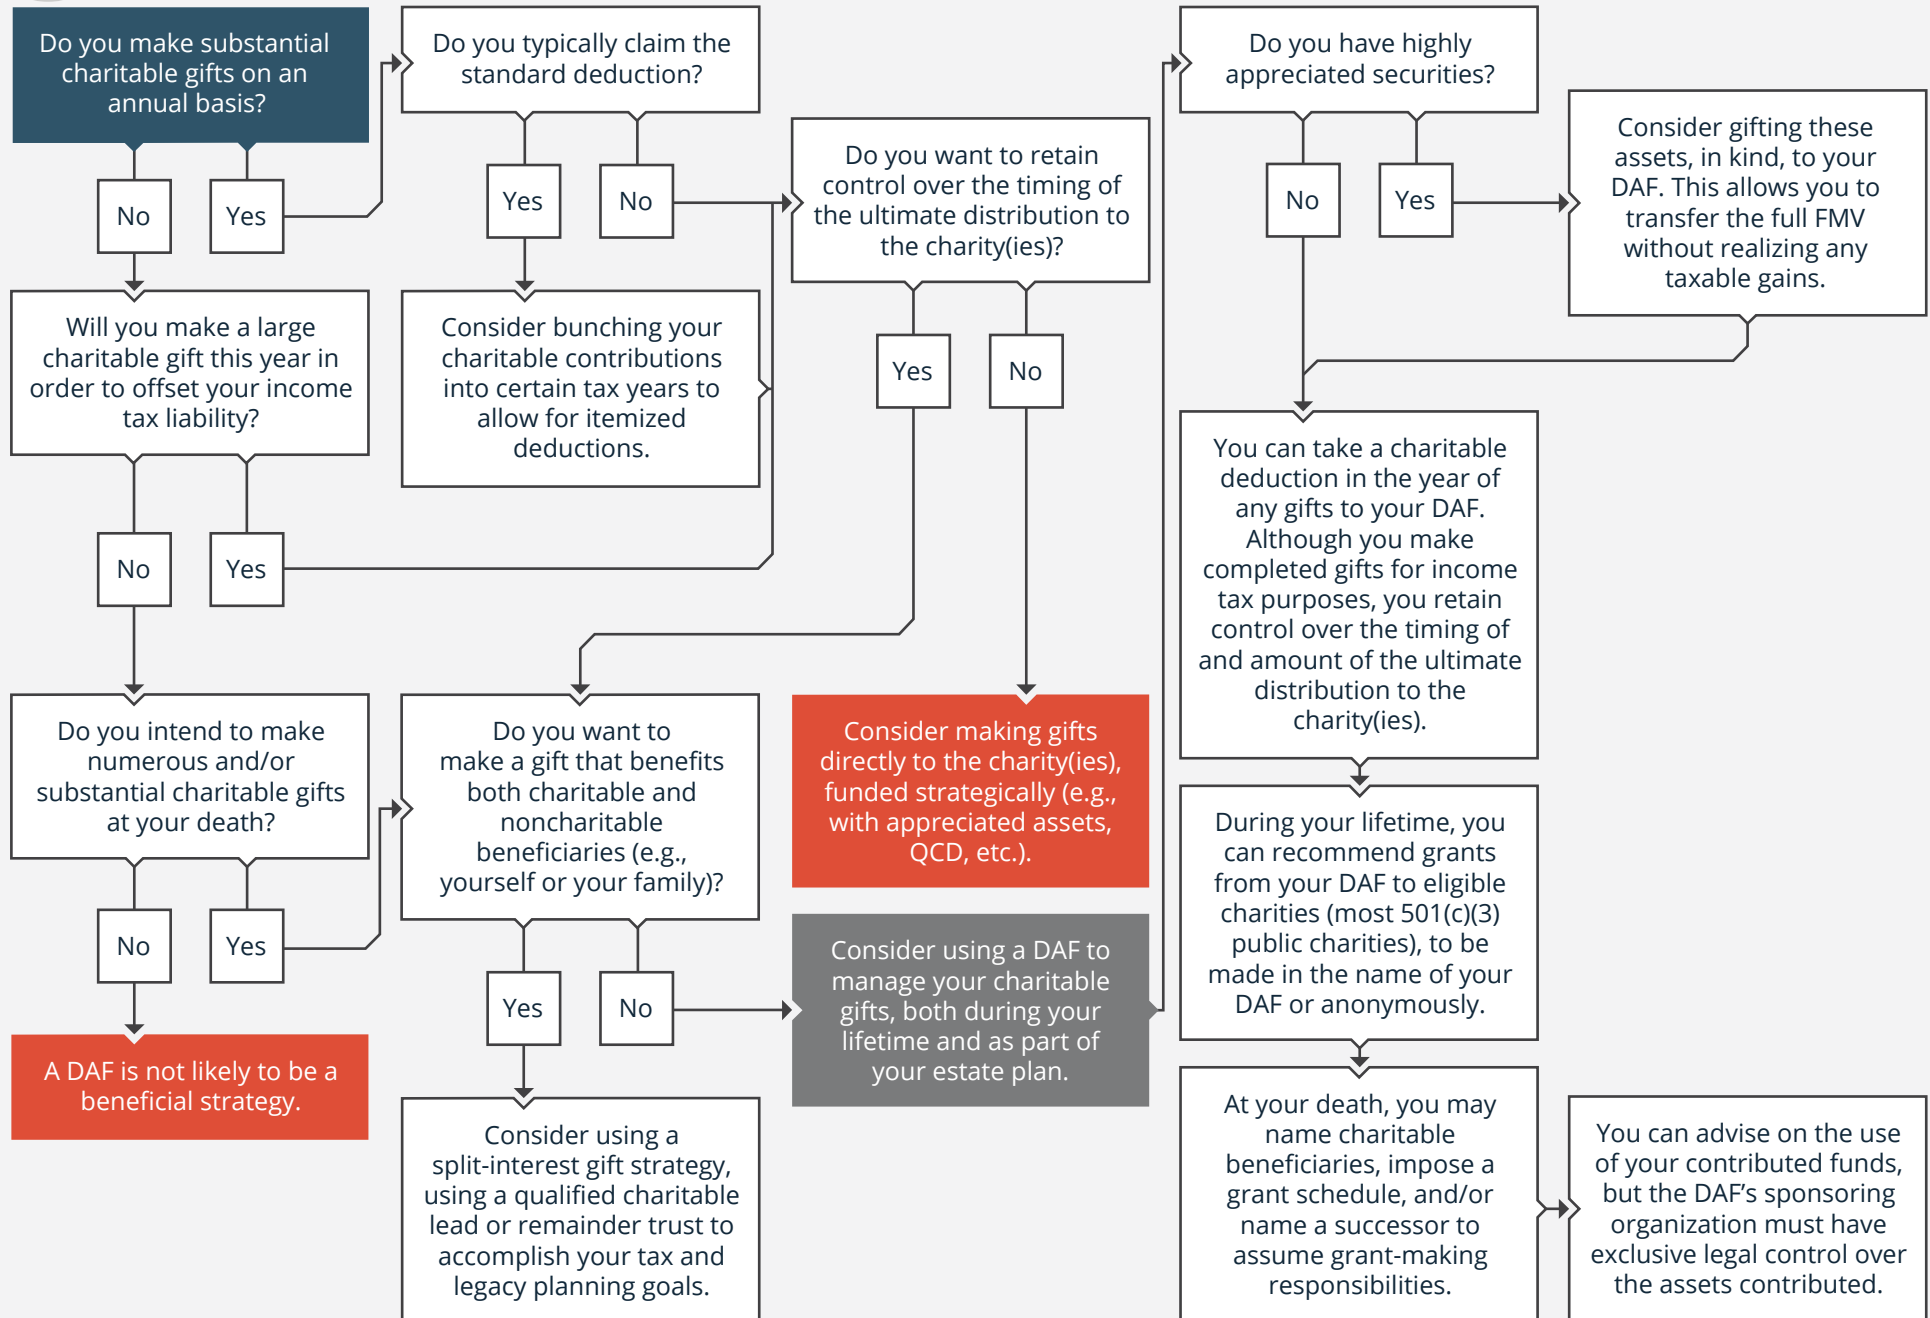 Do you make substantial
charitable gifts on an
annual basis?
No
Yes
Will you make a large
charitable gift this year in
order to offset your income
tax liability?
No
Yes
Do you intend to make
numerous and/or
substantial charitable gifts
at your death?
No
Yes
A DAF is not likely to be a
beneficial strategy.
Do you typically claim the
standard deduction?
Yes
No
Consider bunching your
charitable contributions
into certain tax years to
allow for itemized
deductions.
Do you want to retain
control over the timing of
the ultimate distribution to
the charity(ies)?
Yes
No
Do you want to
make a gift that benefits
both charitable and
noncharitable
beneficiaries (e.g.,
yourself or your family)?
Yes
No
Consider using a
split-interest gift strategy,
using a qualified charitable
lead or remainder trust to
accomplish your tax and
legacy planning goals.
Consider making gifts
directly to the charity(ies),
funded strategically (e.g.,
with appreciated assets,
QCD, etc.).
Consider using a DAF to
manage your charitable
gifts, both during your
lifetime and as part of
your estate plan.
Do you have highly
appreciated securities?
No
Yes
Consider gifting these
assets, in kind, to your
DAF. This allows you to
transfer the full FMV
without realizing any
taxable gains.
You can take a charitable
deduction in the year of
any gifts to your DAF.
Although you make
completed gifts for income
tax purposes, you retain
control over the timing of
and amount of the ultimate
distribution to the
charity(ies).
During your lifetime, you
can recommend grants
from your DAF to eligible
charities (most 501(c)(3)
public charities), to be
made in the name of your
DAF or anonymously.
At your death, you may
name charitable
beneficiaries, impose a
grant schedule, and/or
name a successor to
assume grant-making
responsibilities.
You can advise on the use
of your contributed funds,
but the DAF’s sponsoring
organization must have
exclusive legal control over
the assets contributed.